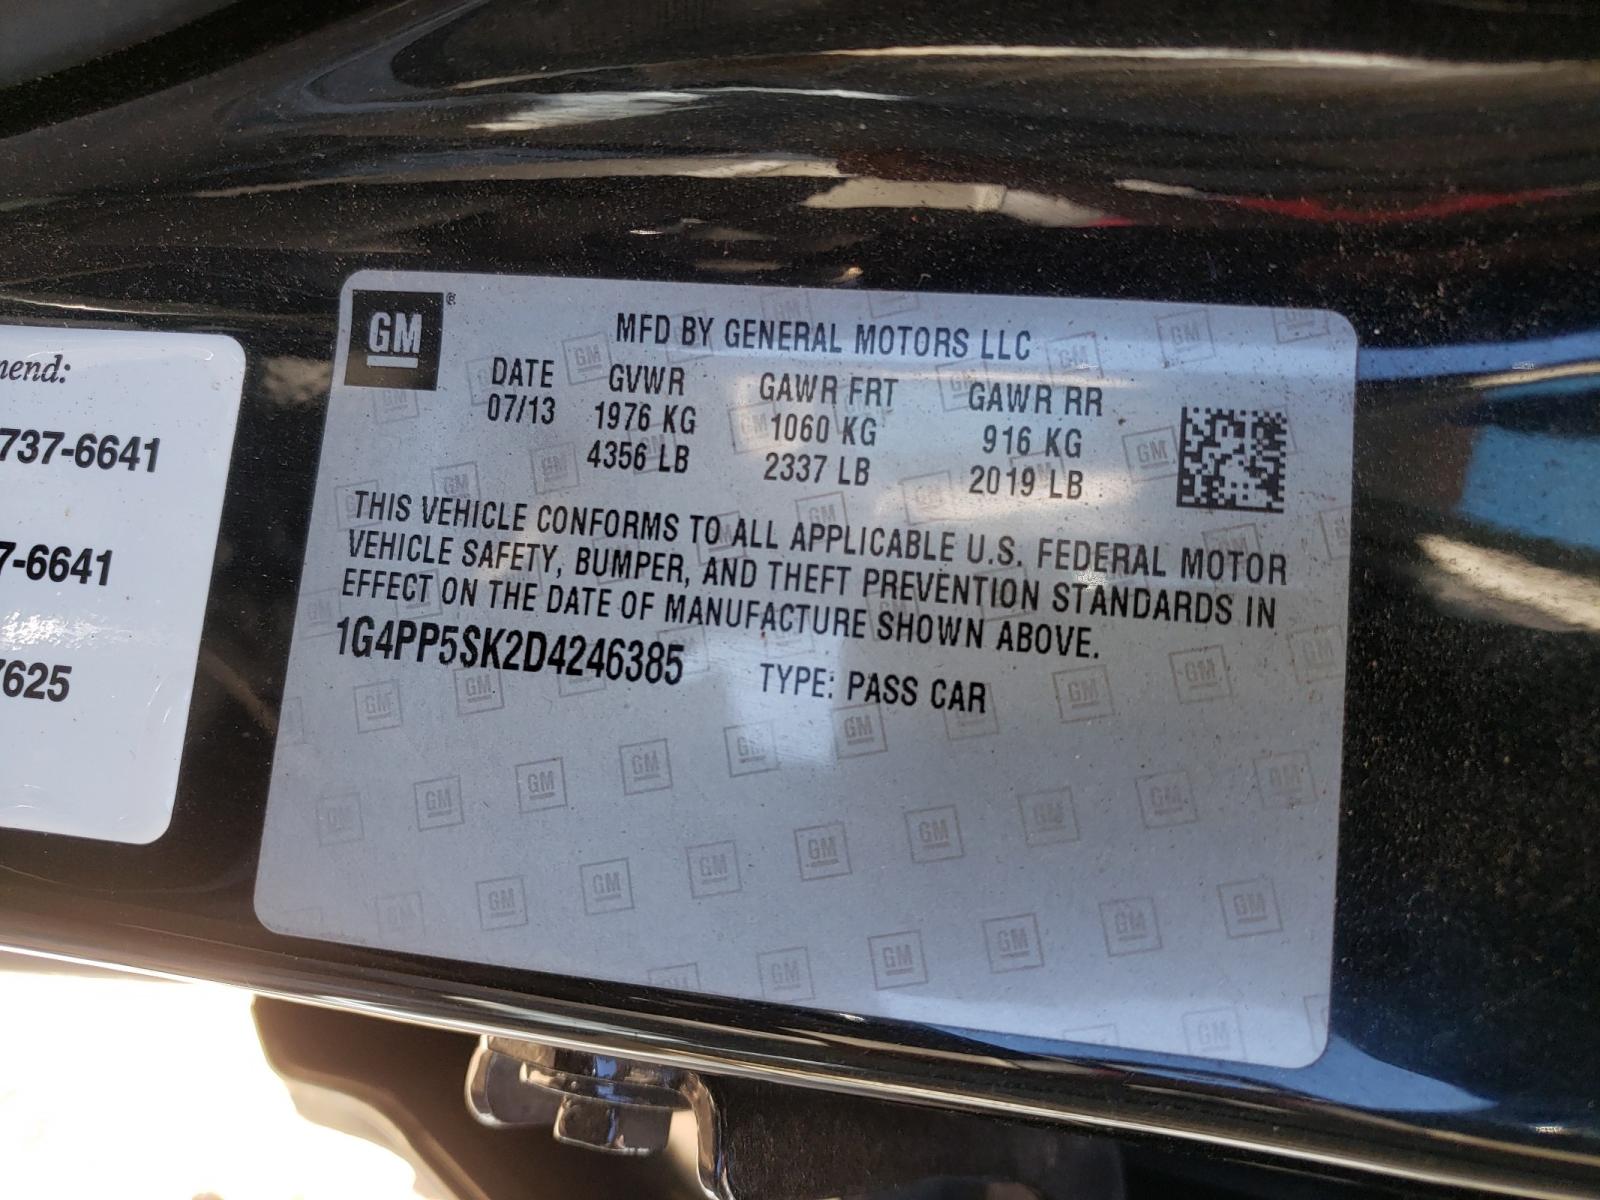 GM
MFD BY GENERAL MOTORS LLC
DATE GVWR GAWR FRT GAWR RR
07/13 1976 KG 1060 KG 916 KG
4356 LB 2337 LB 2019 LB
THIS VEHICLE CONFORMS TO ALL APPLICABLE U.S. FEDERAL MOTOR
VEHICLE SAFETY, BUMPER, AND THEFT PREVENTION STANDARDS IN
EFFECT ON THE DATE OF MANUFACTURE SHOWN ABOVE.
1G4PP5SK2D4246385 TYPE: PASS CAR
mend:
737-6641
7-6641
7625